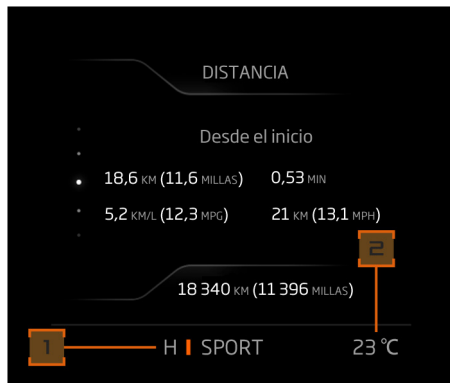 DISTANCIA
Desde el inicio
18,6 KM (11,6 MILLAS) 0,53 MIN
5,2 KM/L (12,3 MPG) 21 KM (13,1 MPH)
2
18 340 KM (11 396 MILLAS)
1 H SPORT 23 °C